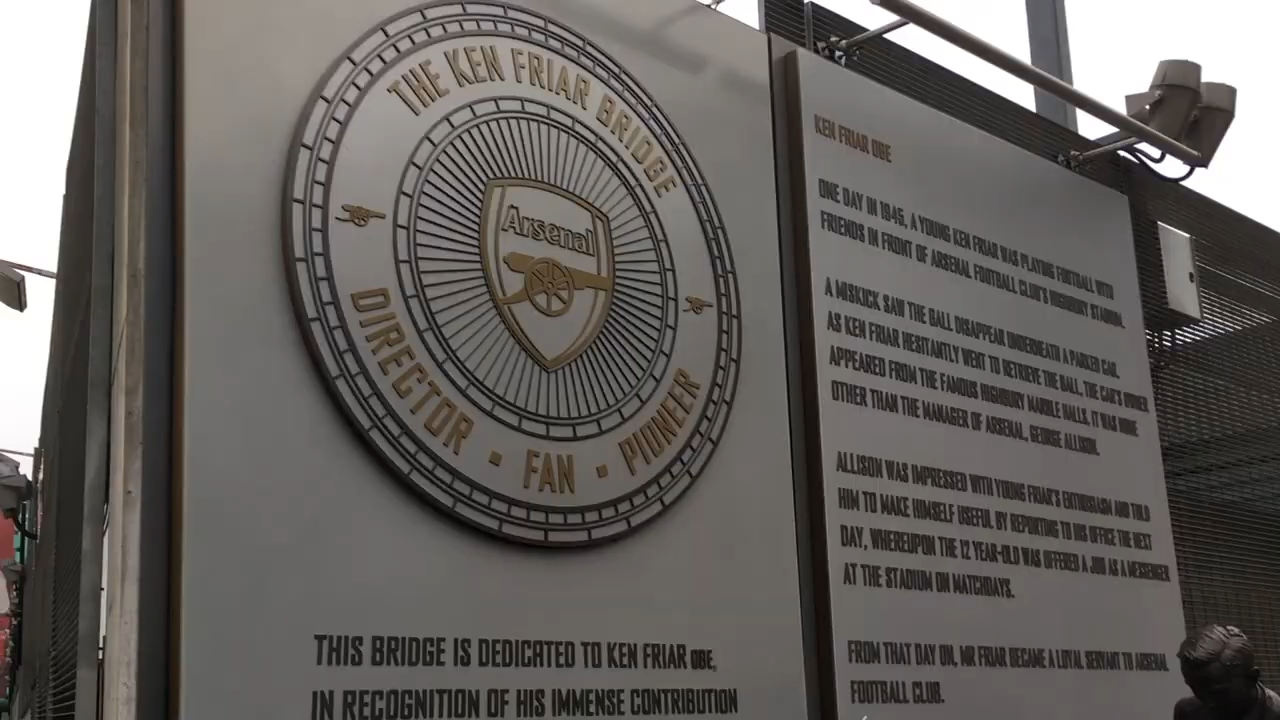 THE KEN FRIAR BRIDGE
Arsenal
DIRECTOR • FAN • PIONEER
THIS BRIDGE IS DEDICATED TO KEN FRIAR OBE,
IN RECOGNITION OF HIS IMMENSE CONTRIBUTION
KEN FRIAR OBE
ONE DAY IN 1945, A YOUNG KEN FRIAR WAS PLAYING FOOTBALL WITH
FRIENDS IN FRONT OF ARSENAL FOOTBALL CLUB'S HIGHBURY STADIUM.
A MISKICK SAW THE BALL DISAPPEAR UNDERNEATH A PARKED CAR.
AS KEN FRIAR HESITANTLY WENT TO RETRIEVE THE BALL, THE CAR'S OWNER
APPEARED FROM THE FAMOUS HIGHBURY MARBLE HALLS. IT WAS NONE
OTHER THAN THE MANAGER OF ARSENAL, GEORGE ALLISON.
ALLISON WAS IMPRESSED WITH YOUNG FRIAR'S ENTHUSIASM AND TOLD
HIM TO MAKE HIMSELF USEFUL BY REPORTING TO HIS OFFICE THE NEXT
DAY, WHEREUPON THE 12 YEAR-OLD WAS OFFERED A JOB AS A MESSENGER
AT THE STADIUM ON MATCHDAYS.
FROM THAT DAY ON, MR FRIAR BECAME A LOYAL SERVANT TO ARSENAL
FOOTBALL CLUB.